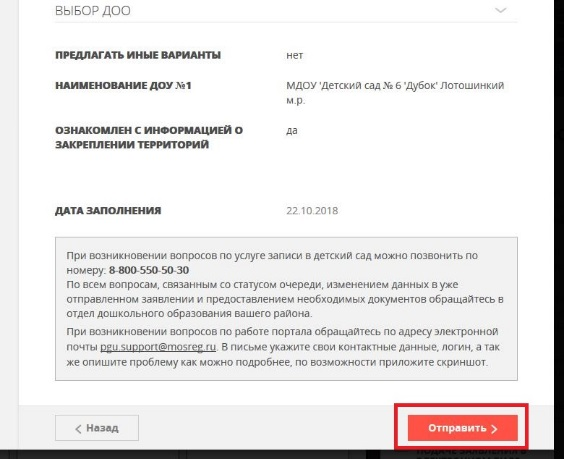 ВЫБОР ДОО
ПРЕДЛАГАТЬ ИНЫЕ ВАРИАНТЫ нет
НАИМЕНОВАНИЕ ДОУ №1 МДОУ 'Детский сад № 6 'Дубок' Лотошинкий
м.р.
ОЗНАКОМЛЕН С ИНФОРМАЦИЕЙ О да
ЗАКРЕПЛЕНИИ ТЕРРИТОРИЙ
ДАТА ЗАПОЛНЕНИЯ 22.10.2018
При возникновении вопросов по услуге записи в детский сад можно позвонить по
номеру: 8-800-550-50-30
По всем вопросам, связанным со статусом очереди, изменением данных в уже
отправленном заявлении и предоставлением необходимых документов обращайтесь в
отдел дошкольного образования вашего района.
При возникновении вопросов по работе портала обращайтесь по адресу электронной
почты pgu.support@mosreg.ru. В письме укажите свои контактные данные, логин, а так
же опишите проблему как можно подробнее, по возможности приложите скриншот.
Назад Отправить